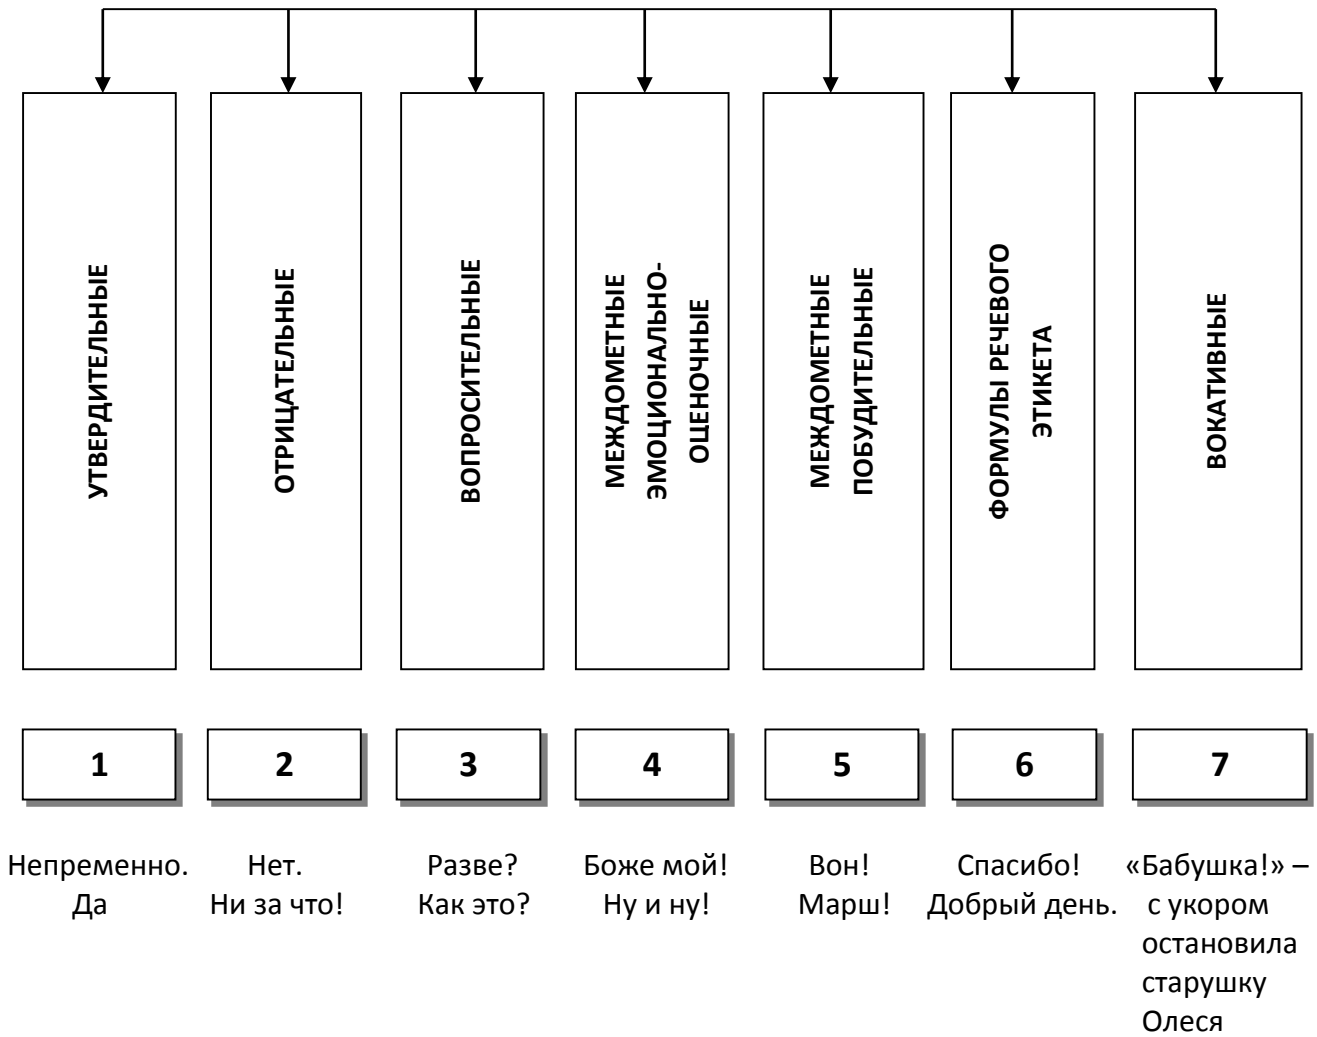 УТВЕРДИТЕЛЬНЫЕ
ОТРИЦАТЕЛЬНЫЕ
ВОПРОСИТЕЛЬНЫЕ
МЕЖДОМЕТНЫЕ
ЭМОЦИОНАЛЬНО-
ОЦЕНОЧНЫЕ
МЕЖДОМЕТНЫЕ
ПОБУДИТЕЛЬНЫЕ
ФОРМУЛЫ РЕЧЕВОГО
ЭТИКЕТА
ВОКАТИВНЫЕ
1
2
3
4
5
6
7
Непременно.
Да
Нет.
Ни за что!
Разве?
Как это?
Боже мой!
Ну и ну!
Вон!
Марш!
Спасибо!
Добрый день.
«Бабушка!» –
с укором
остановила
старушку
Олеся